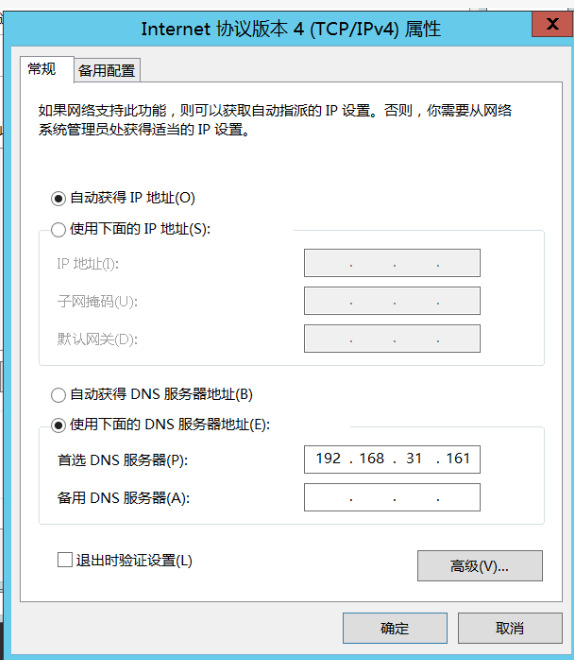 Internet 协议版本 4 (TCP/IPv4) 属性
x
常规
备用配置
如果网络支持此功能，则可以获取自动指派的 IP 设置。否则，你需要从网络
系统管理员处获得适当的 IP 设置。
自动获得 IP 地址(O)
使用下面的 IP 地址(S):
IP 地址(I):
子网掩码(U):
默认网关(D):
自动获得 DNS 服务器地址(B)
使用下面的 DNS 服务器地址(E):
首选 DNS 服务器(P):
192 . 168 . 31 . 161
备用 DNS 服务器(A):
退出时验证设置(L)
高级(V)...
确定
取消